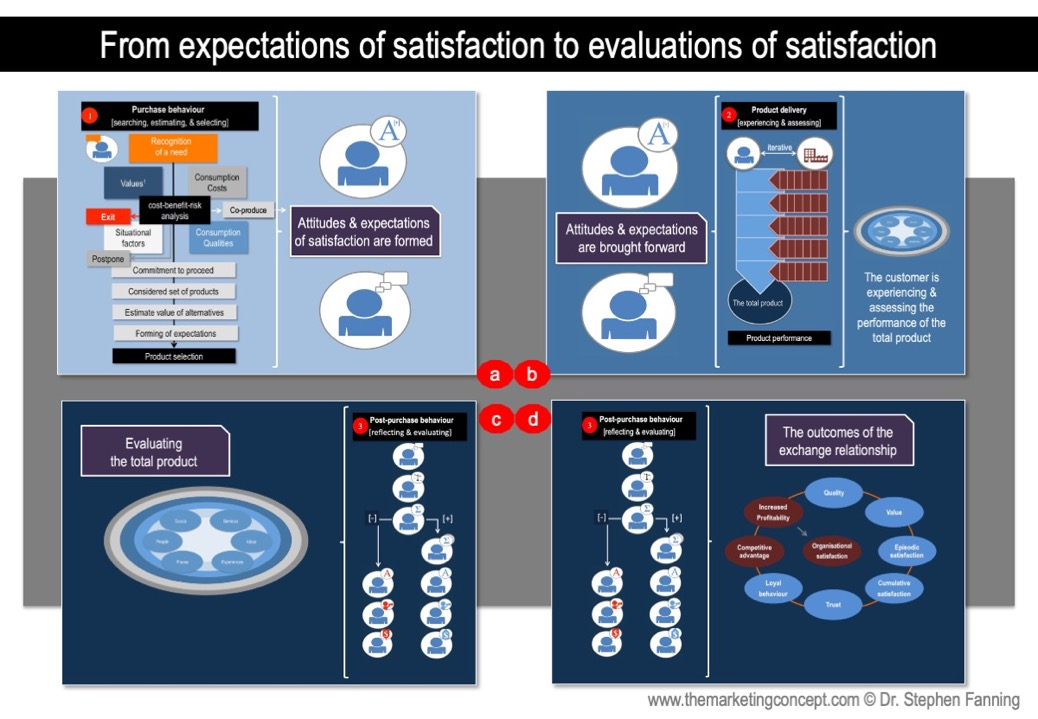 From expectations of satisfaction to evaluations of satisfaction
1
Purchase behaviour
[searching, estimating, & selecting]
Recognition
of a need
Values¹
Consumption
Costs
cost-benefit-risk
analysis
Exit
Co-produce
Situational
factors
Consumption
Qualities
Postpone
Commitment to proceed
Considered set of products
Estimate value of alternatives
Forming of expectations
Product selection
A
[+]
Attitudes & expectations
of satisfaction are formed
a
A
Attitudes & expectations
are brought forward
2
Product delivery
[experiencing & assessing]
iterative
The total product
Product performance
The customer is
experiencing &
assessing the
performance of the
total product
b
c
Evaluating
the total product
Goods
Services
People
Ideas
Places
Experiences
3
Post-purchase behaviour
[reflecting & evaluating]
Σ
[-]
[+]
Σ
A
A
$
$
d
3
Post-purchase behaviour
[reflecting & evaluating]
Σ
[-]
[+]
Σ
A
A
$
$
The outcomes of the
exchange relationship
Quality
Value
Episodic
satisfaction
Cumulative
satisfaction
Trust
Loyal
behaviour
Competitive
advantage
Increased
Profitability
Organisational
satisfaction
www.themarketingconcept.com © Dr. Stephen Fanning